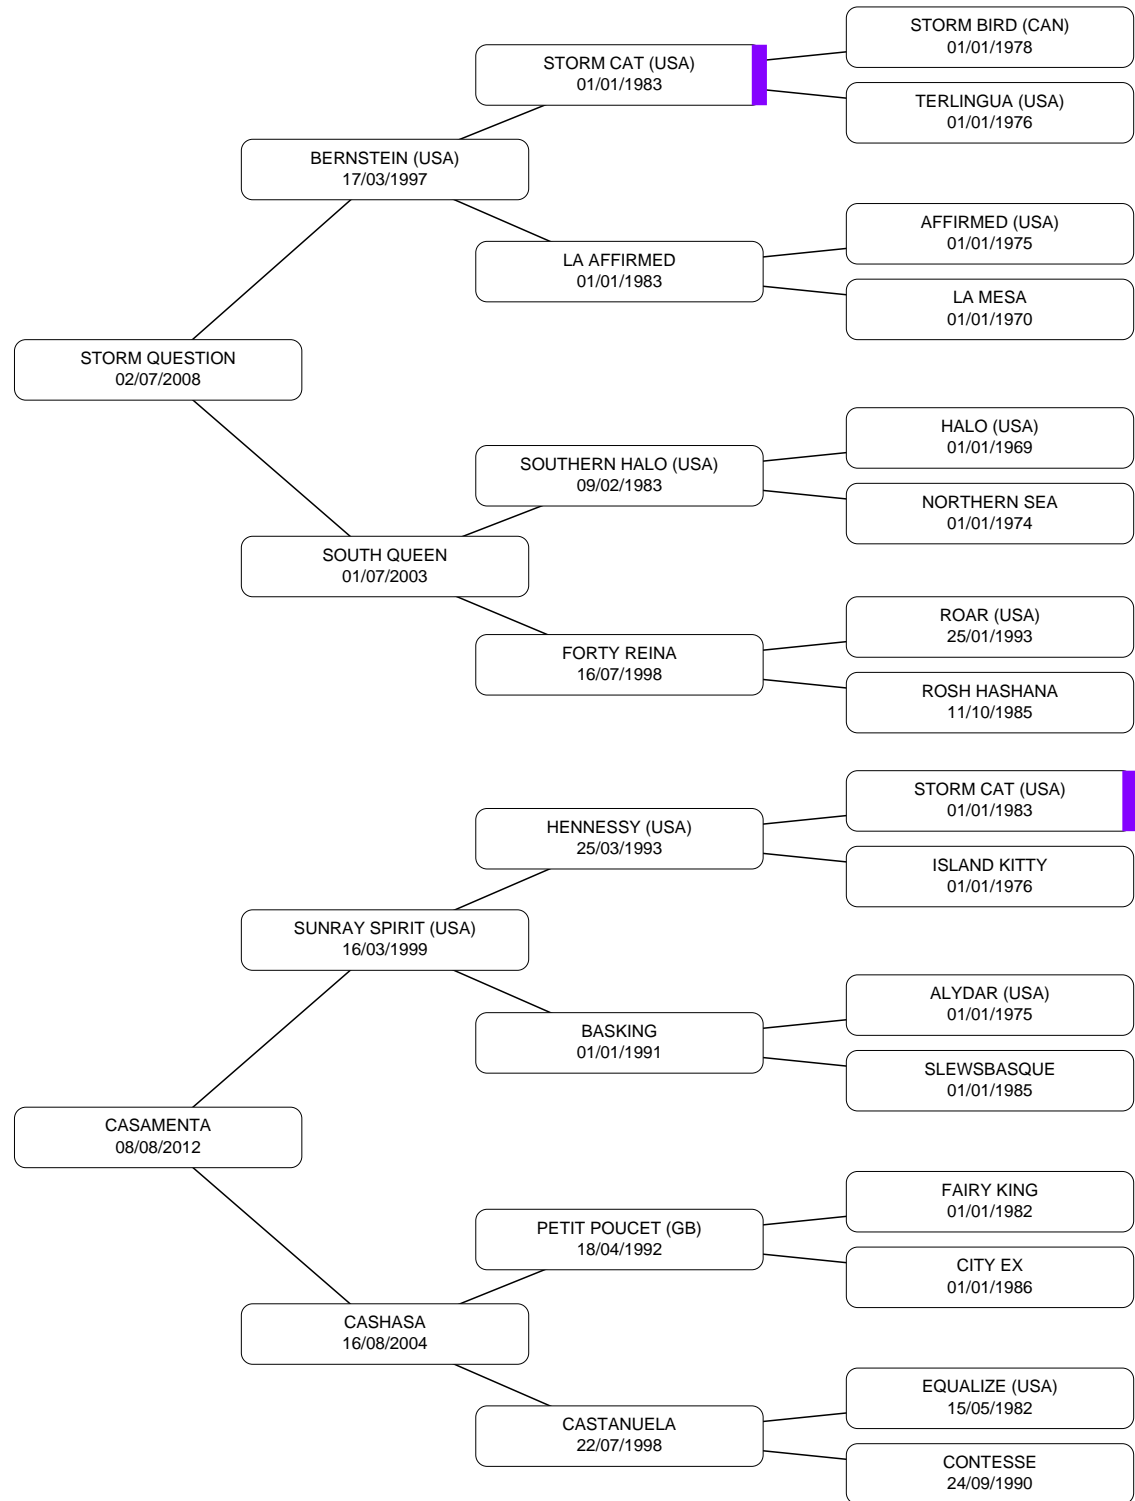 STORM BIRD (CAN)
01/01/1978
STORM CAT (USA)
01/01/1983
TERLINGUA (USA)
01/01/1976
BERNSTEIN (USA)
17/03/1997
AFFIRMED (USA)
01/01/1975
LA AFFIRMED
01/01/1983
LA MESA
01/01/1970
STORM QUESTION
02/07/2008
HALO (USA)
01/01/1969
SOUTHERN HALO (USA)
09/02/1983
NORTHERN SEA
01/01/1974
SOUTH QUEEN
01/07/2003
ROAR (USA)
25/01/1993
FORTY REINA
16/07/1998
ROSH HASHANA
11/10/1985
STORM CAT (USA)
01/01/1983
HENNESSY (USA)
25/03/1993
ISLAND KITTY
01/01/1976
SUNRAY SPIRIT (USA)
16/03/1999
ALYDAR (USA)
01/01/1975
BASKING
01/01/1991
SLEWSBASQUE
01/01/1985
CASAMENTA
08/08/2012
FAIRY KING
01/01/1982
PETIT POUCET (GB)
18/04/1992
CITY EX
01/01/1986
CASHASA
16/08/2004
EQUALIZE (USA)
15/05/1982
CASTANUELA
22/07/1998
CONTESSE
24/09/1990